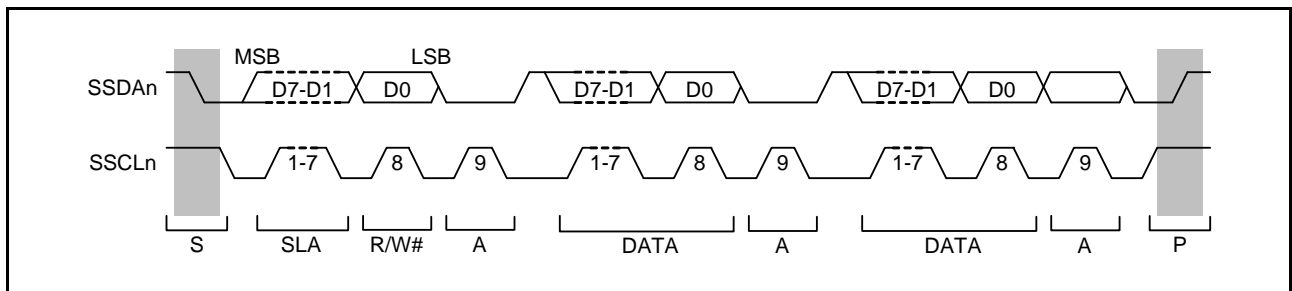 MSB LSB
SSDAn D7-D1 D0 D7-D1 D0 D7-D1 D0
SSCLn 1-7 8 9 1-7 8 9 1-7 8 9
S SLA R/W# A DATA A DATA A P